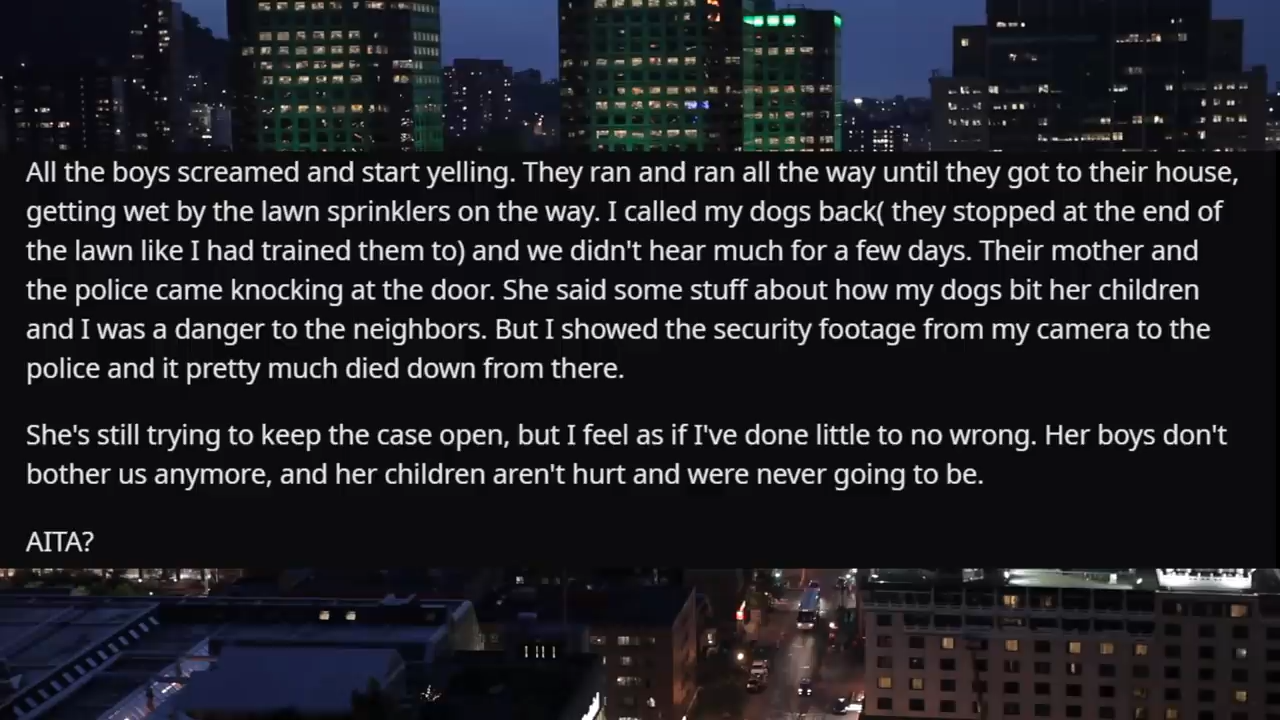 All the boys screamed and start yelling. They ran and ran all the way until they got to their house,
getting wet by the lawn sprinklers on the way. I called my dogs back( they stopped at the end of
the lawn like I had trained them to) and we didn't hear much for a few days. Their mother and
the police came knocking at the door. She said some stuff about how my dogs bit her children
and I was a danger to the neighbors. But I showed the security footage from my camera to the
police and it pretty much died down from there.
She's still trying to keep the case open, but I feel as if I've done little to no wrong. Her boys don't
bother us anymore, and her children aren't hurt and were never going to be.
AITA?